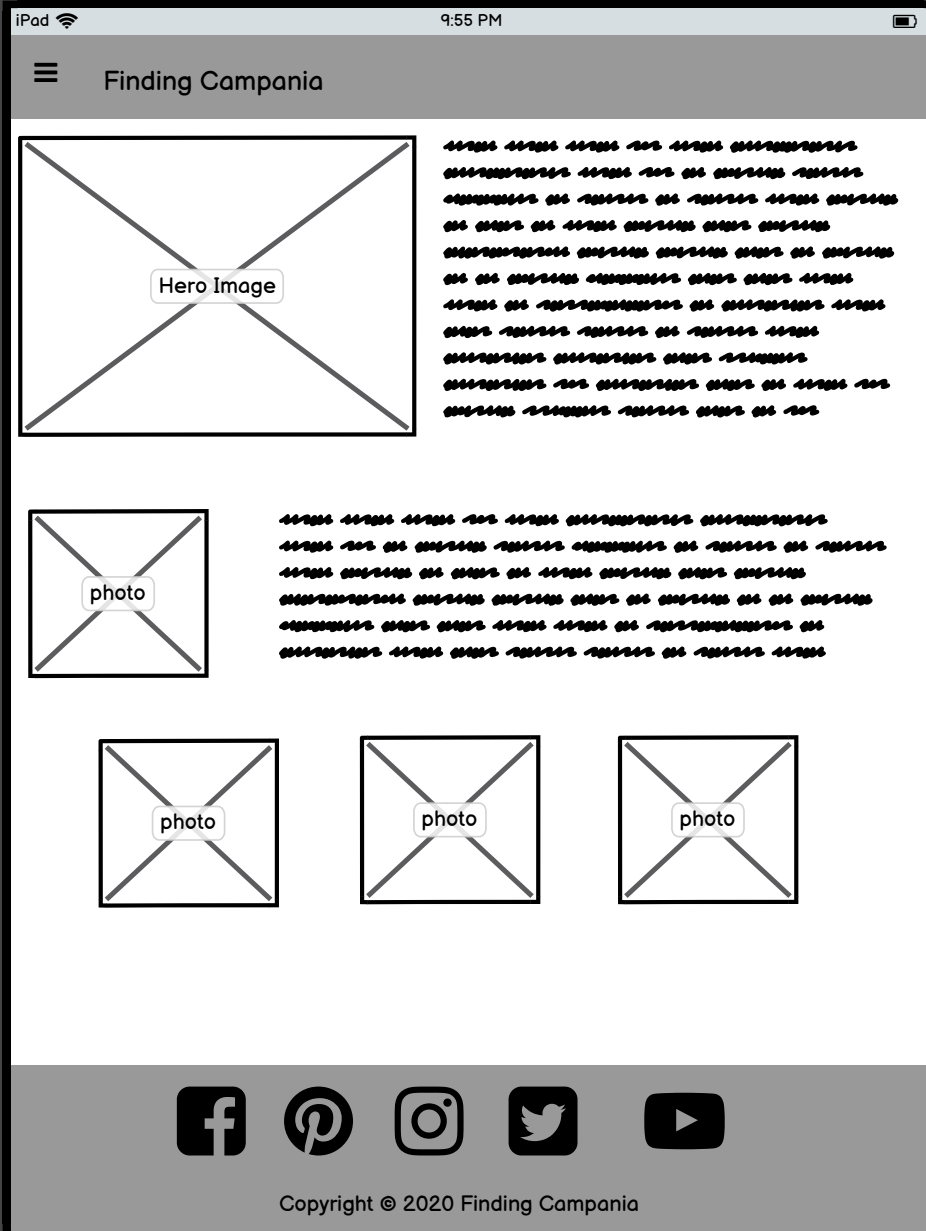 iPad 9:55 PM
Finding Campania
Hero Image
photo
photo photo photo
Copyright © 2020 Finding Campania